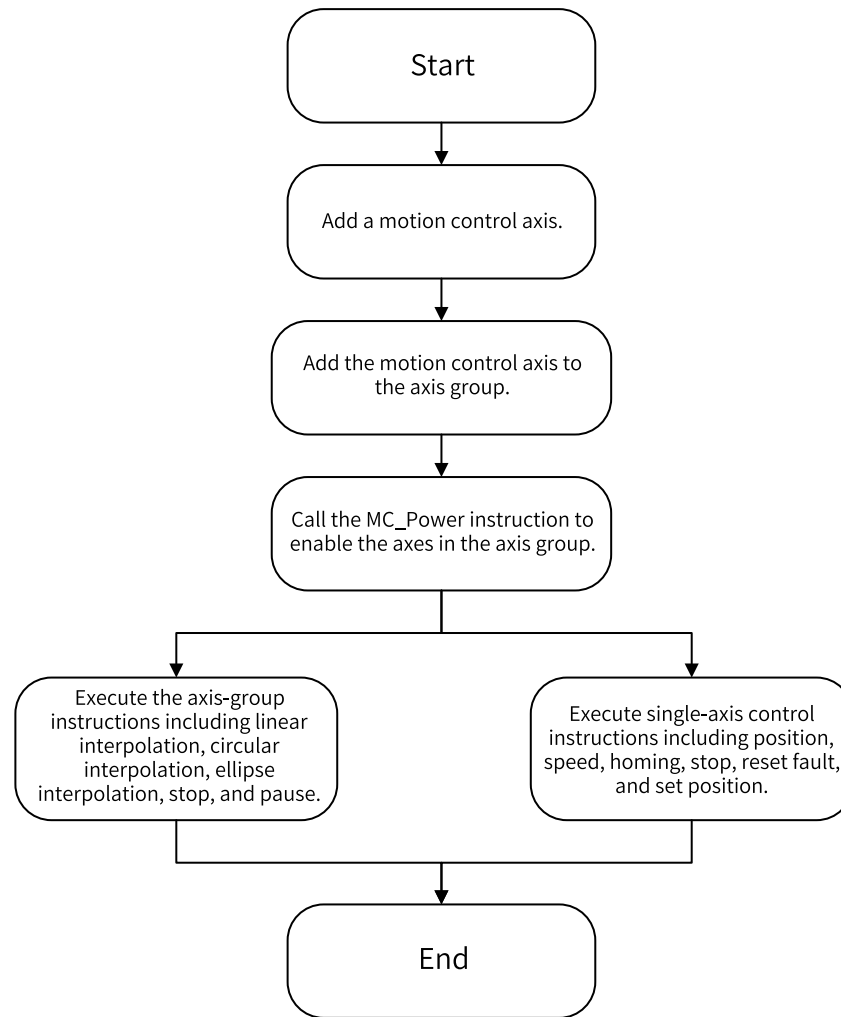 Start
Add a motion control axis.
Add the motion control axis to
the axis group.
Call the MC_Power instruction to
enable the axes in the axis group.
Execute the axis-group
instructions including linear
interpolation, circular
interpolation, ellipse
interpolation, stop, and pause.
Execute single-axis control
instructions including position,
speed, homing, stop, reset fault,
and set position.
End